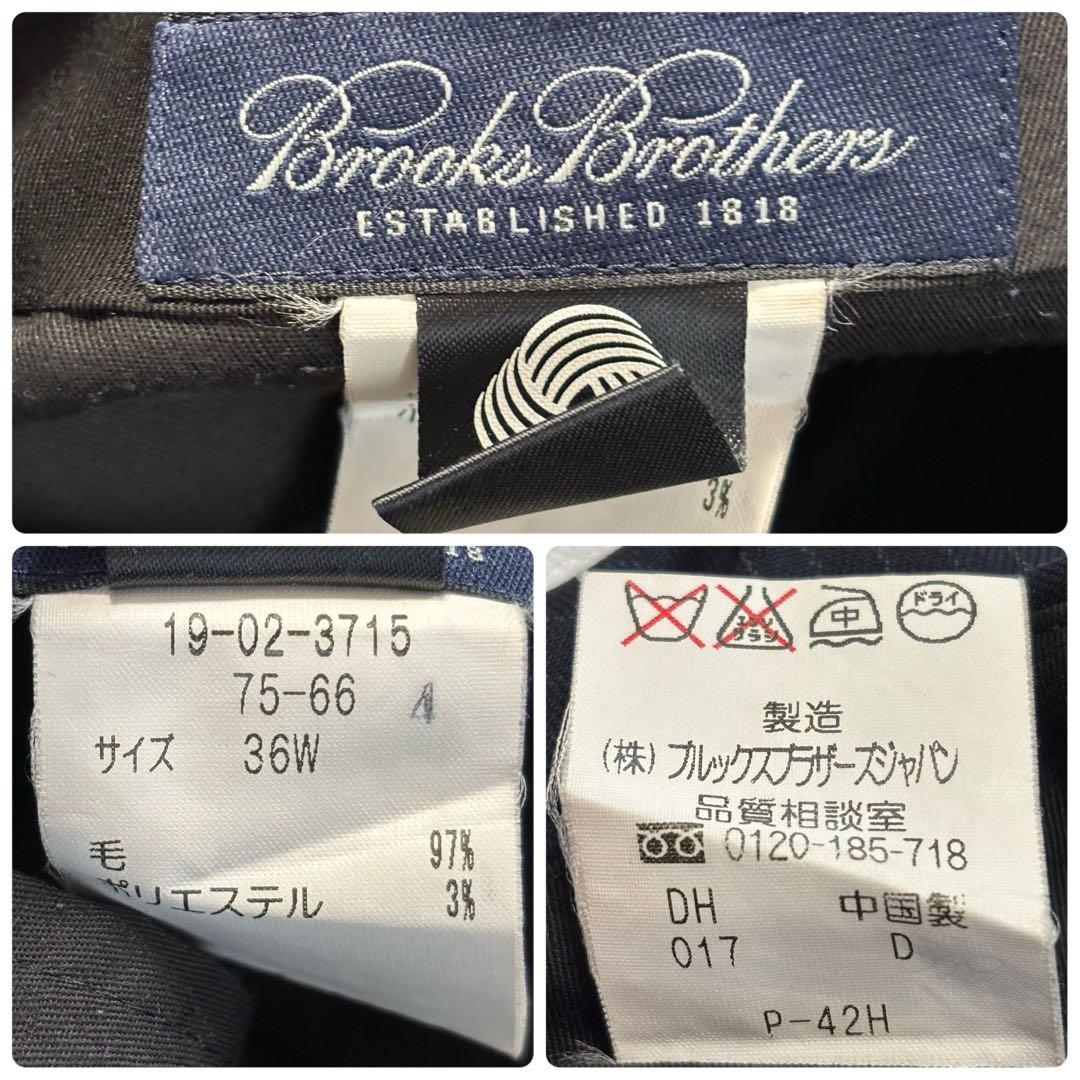 Brooks Brothers
ESTABLISHED 1818
3%
18
19-02-3715
75-66
サイズ 36W
毛 97%
ポリエステル 3%
中
ドライ
製造
(株)ブルックスブラザーズジャパン
品質相談室
0120-185-718
DH 中国製
017 D
P-42H